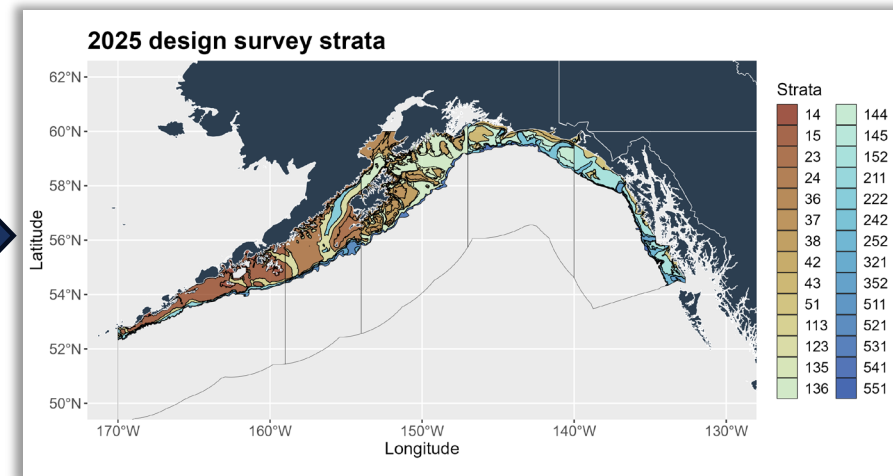 2025 design survey strata
62°N
60°N
58°N
56°N
54°N
52°N
50°N
Latitude
170°W 160°W 150°W 140°W 130°W
Longitude
Strata
14 144
15 145
23 152
24 211
36 222
37 242
38 252
42 321
43 352
51 511
113 521
123 531
135 541
136 551